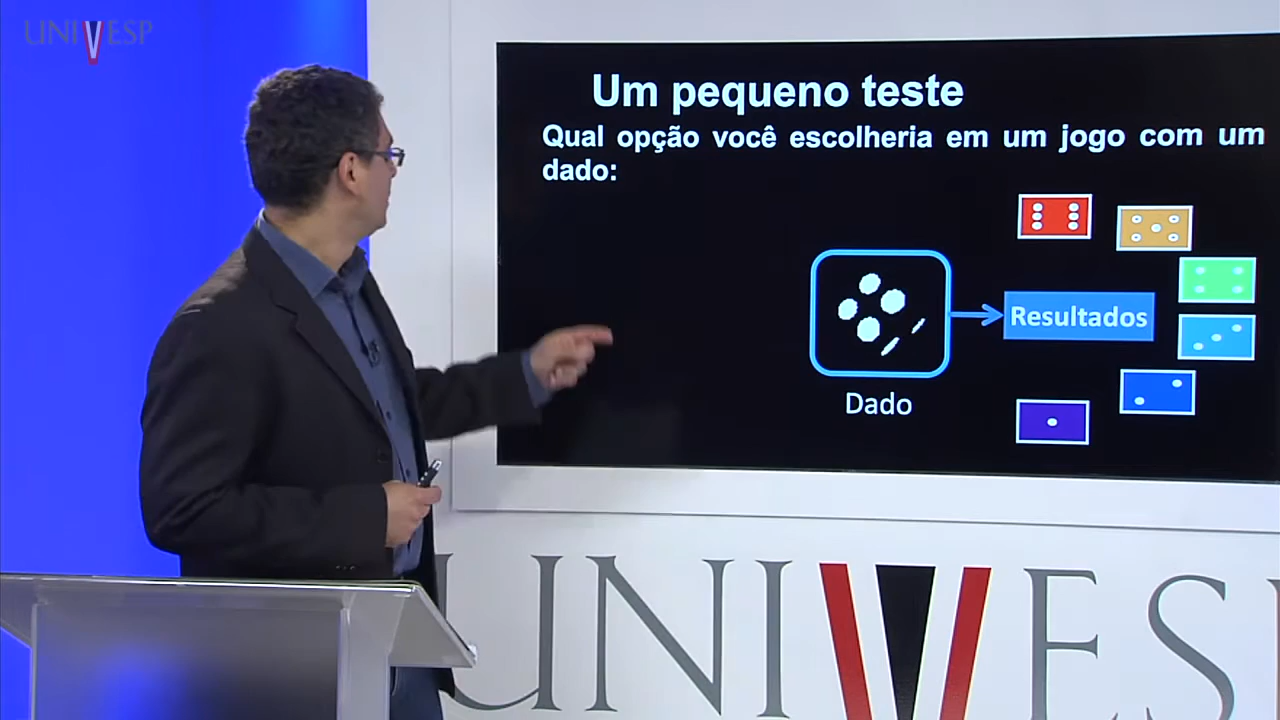 UNIVESP
Um pequeno teste
Qual opção você escolheria em um jogo com um
dado:
Resultados
Dado
UNIVESP